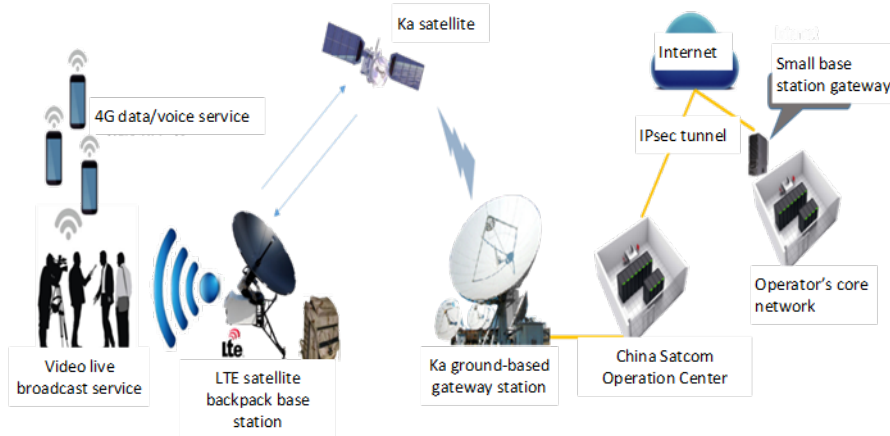 Ka satellite
Internet
Small base
station gateway
4G data/voice service
IPsec tunnel
Operator's core
network
Lte
Video live
broadcast service
LTE satellite
backpack base
station
Ka ground-based
gateway station
China Satcom
Operation Center